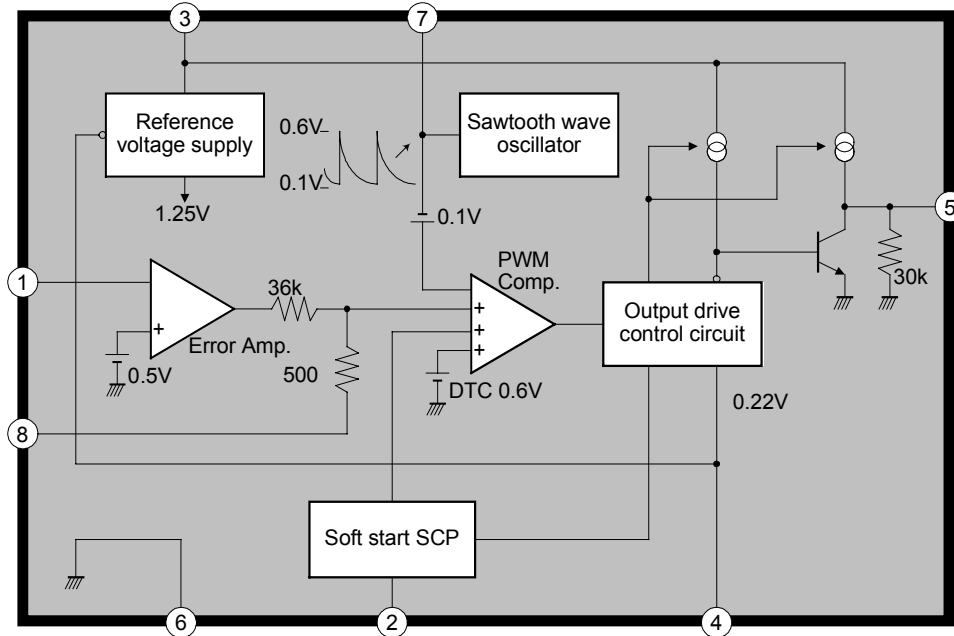 3
7
Reference
voltage supply
0.6V
0.1V
Sawtooth wave
oscillator
1.25V
0.1V
5
1
36k
PWM
Comp.
+
+
+
30k
Output drive
control circuit
+
Error Amp.
0.5V
500
DTC 0.6V
0.22V
8
Soft start SCP
6
2
4